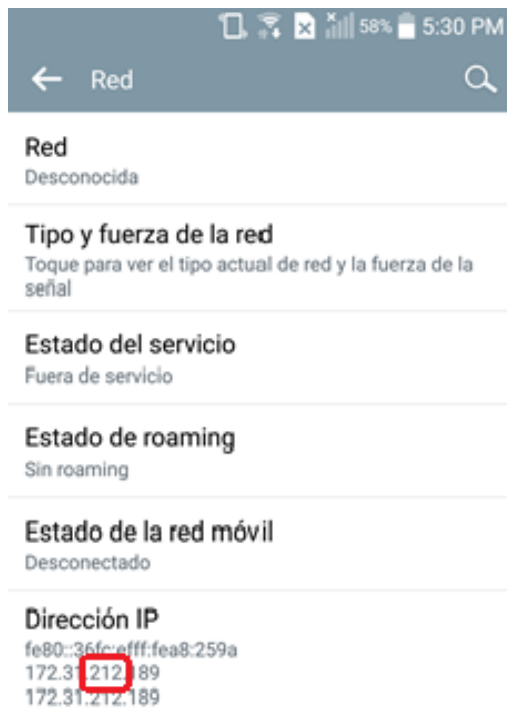 58% 5:30 PM
Red
Red
Desconocida
Tipo y fuerza de la red
Toque para ver el tipo actual de red y la fuerza de la
señal
Estado del servicio
Fuera de servicio
Estado de roaming
Sin roaming
Estado de la red móvil
Desconectado
Dirección IP
fe80::36fc:efff:fea8:259a
172.31.212.189
172.31.212.189